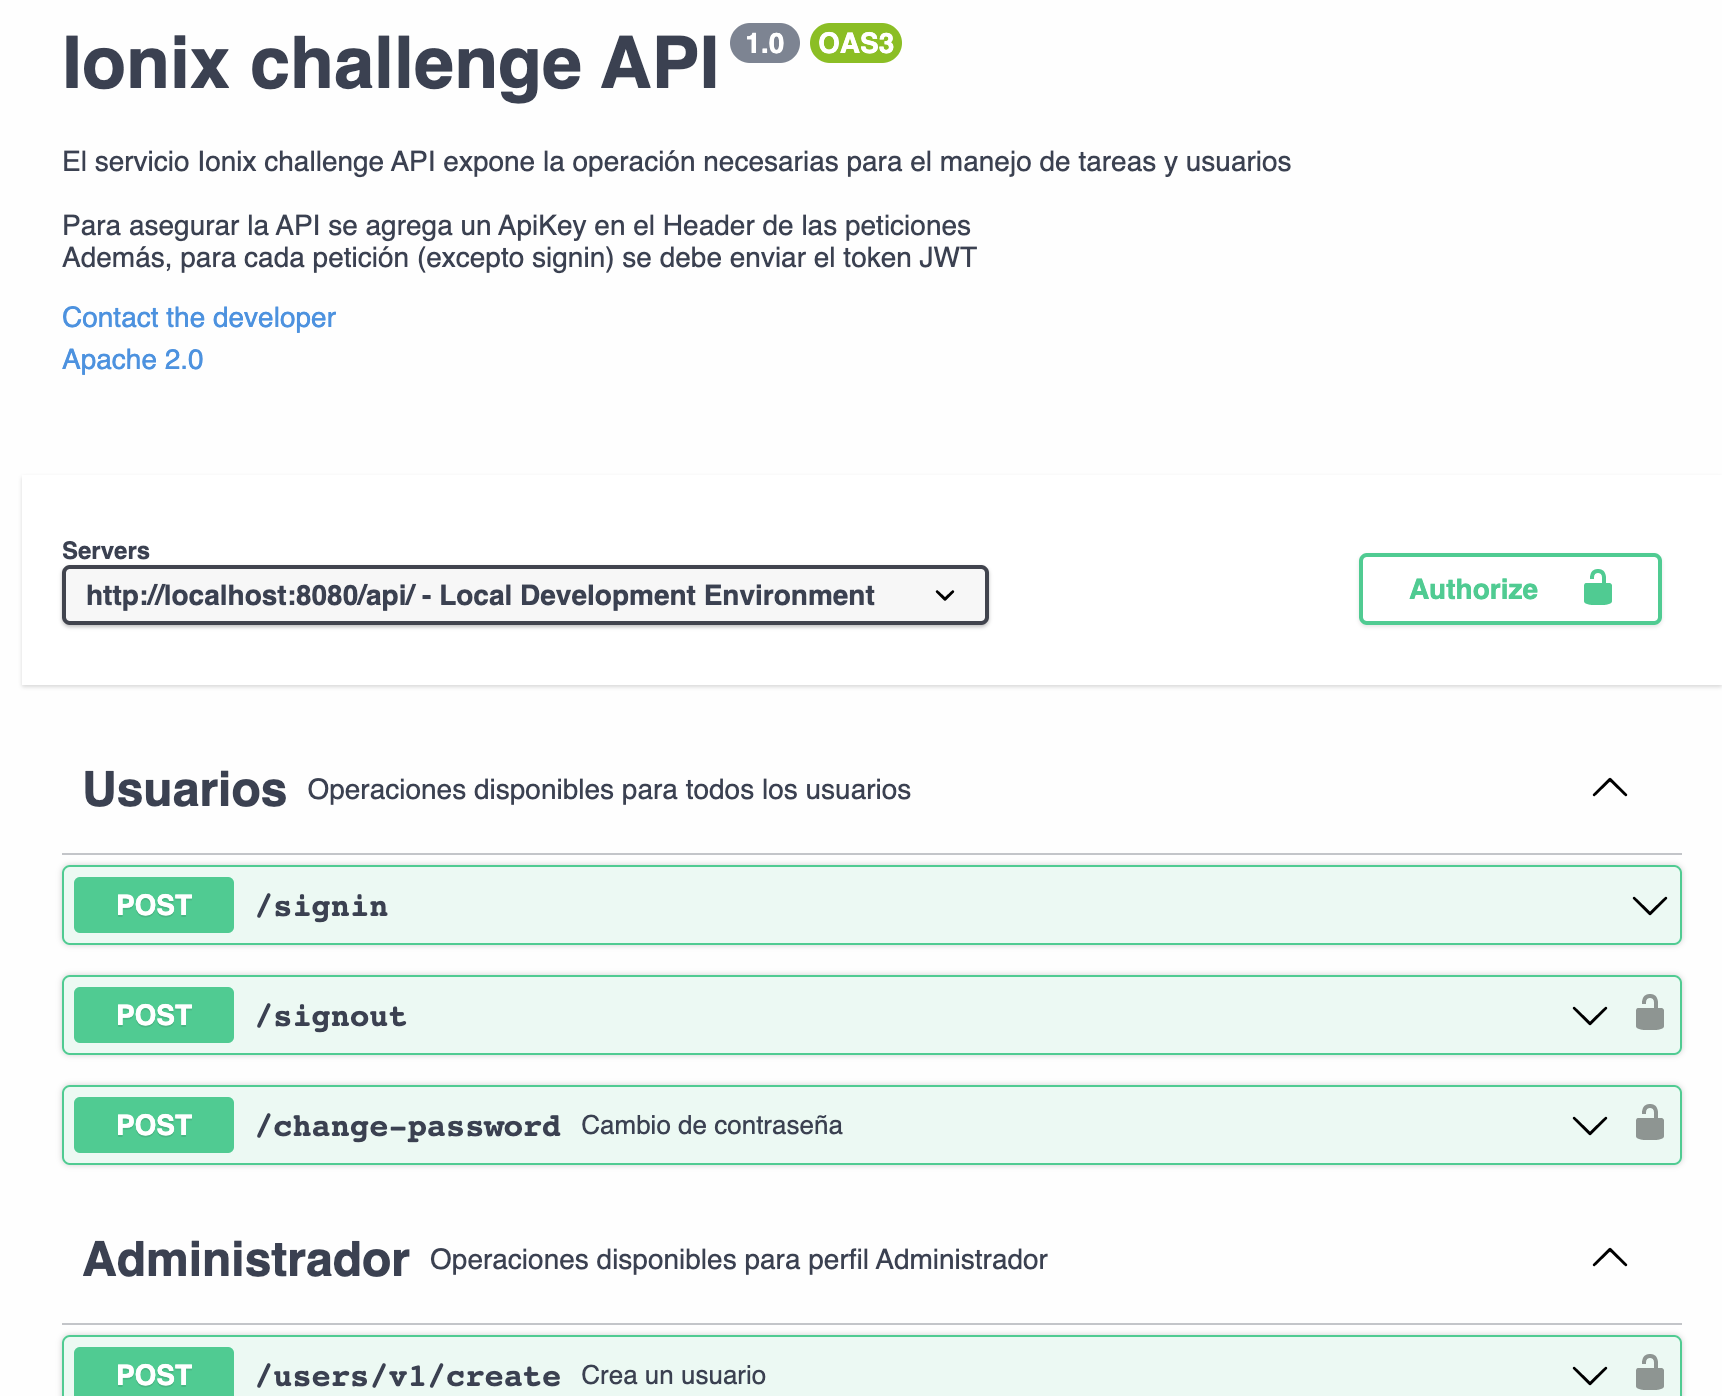 Ionix challenge API 1.0 OAS3
El servicio Ionix challenge API expone la operación necesarias para el manejo de tareas y usuarios
Para asegurar la API se agrega un ApiKey en el Header de las peticiones
Además, para cada petición (excepto signin) se debe enviar el token JWT
Contact the developer
Apache 2.0
Servers
http://localhost:8080/api/ - Local Development Environment
Authorize
Usuarios Operaciones disponibles para todos los usuarios
POST /signin
POST /signout
POST /change-password Cambio de contraseña
Administrador Operaciones disponibles para perfil Administrador
POST /users/v1/create Crea un usuario